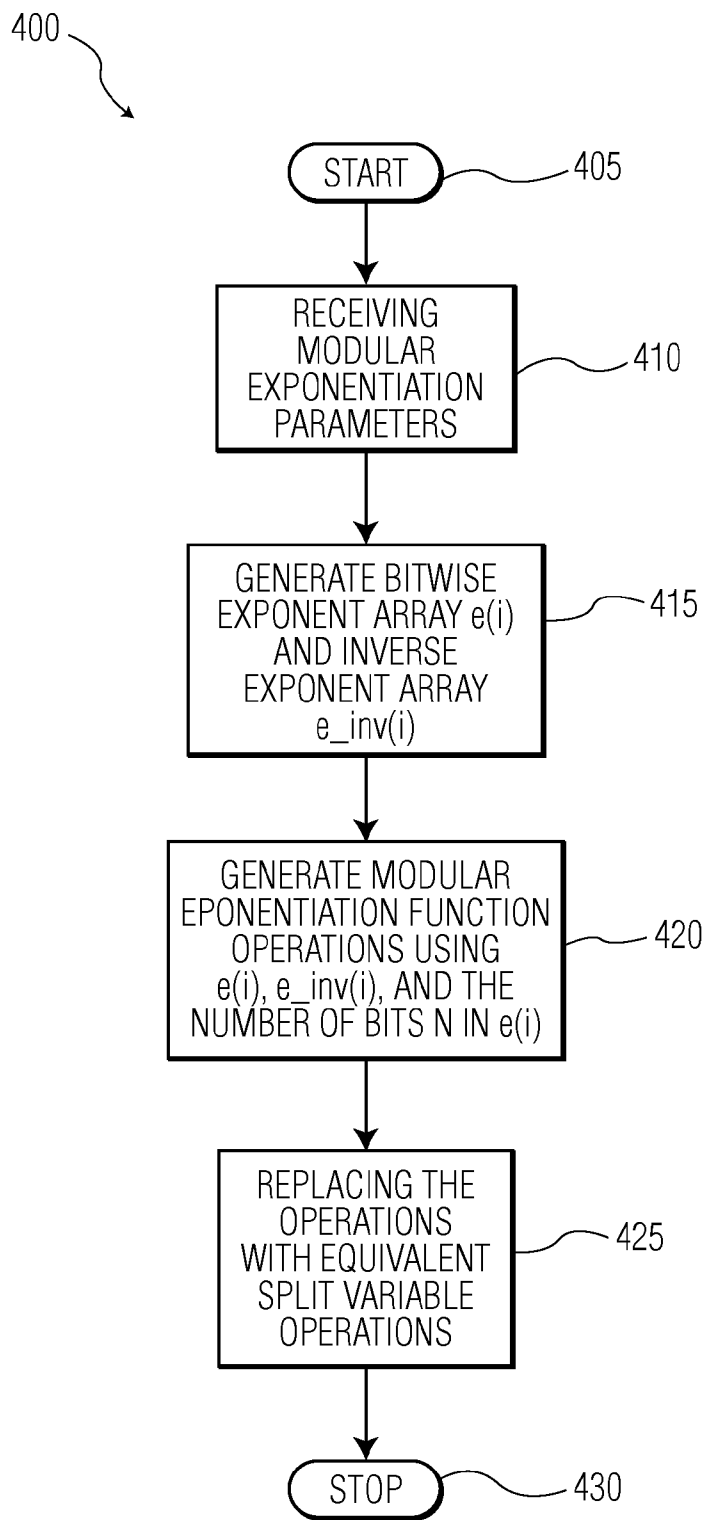 400
START
405
RECEIVING
MODULAR
EXPONENTIATION
PARAMETERS
410
GENERATE BITWISE
EXPONENT ARRAY e(i)
AND INVERSE
EXPONENT ARRAY
e_inv(i)
415
GENERATE MODULAR
EPONENTIATION FUNCTION
OPERATIONS USING
e(i), e_inv(i), AND THE
NUMBER OF BITS N IN e(i)
420
REPLACING THE
OPERATIONS
WITH EQUIVALENT
SPLIT VARIABLE
OPERATIONS
425
STOP
430